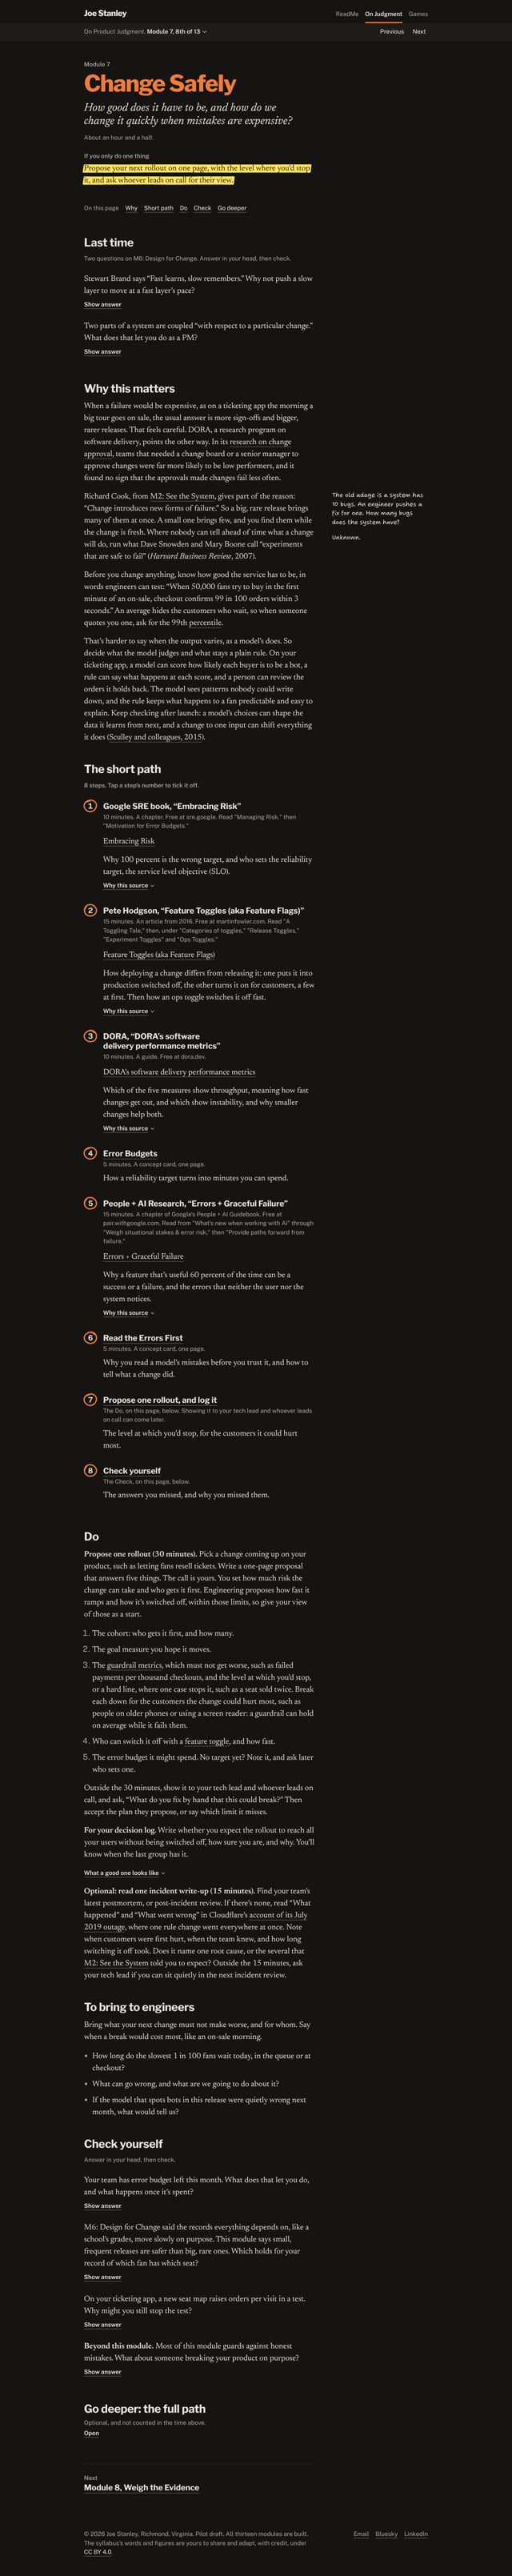 Joe Stanley
ReadMe On Judgment Games
On Product Judgment, Module 7, 8th of 13
Previous Next
Module 7
Change Safely
How good does it have to be, and how do we
change it quickly when mistakes are expensive?
About an hour and a half.
If you only do one thing
Propose your next rollout on one page, with the level where you'd stop
it, and ask whoever leads on call for their view.
On this page Why Short path Do Check Go deeper
Last time
Two questions on M6: Design for Change. Answer in your head, then check.
Stewart Brand says “Fast learns, slow remembers.” Why not push a slow
layer to move at a fast layer’s pace?
Show answer
Two parts of a system are coupled “with respect to a particular change.”
What does that let you do as a PM?
Show answer
Why this matters
When a failure would be expensive, as on a ticketing app the morning a
big tour goes on sale, the usual answer is more sign-offs and bigger,
rarer releases. That feels careful. DORA, a research program on
software delivery, points the other way. In its research on change
approval, teams that needed a change board or a senior manager to
approve changes were far more likely to be low performers, and it
found no sign that the approvals made changes fail less often.
Richard Cook, from M2: See the System, gives part of the reason:
“Change introduces new forms of failure.” So a big, rare release brings
many of them at once. A small one brings few, and you find them while
the change is fresh. Where nobody can tell ahead of time what a change
will do, run what Dave Snowden and Mary Boone call “experiments
that are safe to fail” (Harvard Business Review, 2007).
The old adage is a system has
10 bugs. An engineer pushes a
fix for one. How many bugs
does the system have?
Unknown.
Before you change anything, know how good the service has to be, in
words engineers can test: “When 50,000 fans try to buy in the first
minute of an on-sale, checkout confirms 99 in 100 orders within 3
seconds.” An average hides the customers who wait, so when someone
quotes you one, ask for the 99th percentile.
That’s harder to say when the output varies, as a model’s does. So
decide what the model judges and what stays a plain rule. On your
ticketing app, a model can score how likely each buyer is to be a bot, a
rule can say what happens at each score, and a person can review the
orders it holds back. The model sees patterns nobody could write
down, and the rule keeps what happens to a fan predictable and easy to
explain. Keep checking after launch: a model’s choices can shape the
data it learns from next, and a change to one input can shift everything
it does (Sculley and colleagues, 2015).
The short path
8 steps. Tap a step’s number to tick it off.
1
Google SRE book, “Embracing Risk”
10 minutes. A chapter. Free at sre.google. Read "Managing Risk," then
"Motivation for Error Budgets."
Embracing Risk
Why 100 percent is the wrong target, and who sets the reliability
target, the service level objective (SLO).
Why this source
2
Pete Hodgson, “Feature Toggles (aka Feature Flags)”
15 minutes. An article from 2016. Free at martinfowler.com. Read "A
Toggling Tale," then, under "Categories of toggles," "Release Toggles,"
"Experiment Toggles" and "Ops Toggles."
Feature Toggles (aka Feature Flags)
How deploying a change differs from releasing it: one puts it into
production switched off, the other turns it on for customers, a few
at first. Then how an ops toggle switches it off fast.
Why this source
3
DORA, “DORA’s software
delivery performance metrics”
10 minutes. A guide. Free at dora.dev.
DORA’s software delivery performance metrics
Which of the five measures show throughput, meaning how fast
changes get out, and which show instability, and why smaller
changes help both.
Why this source
4
Error Budgets
5 minutes. A concept card, one page.
How a reliability target turns into minutes you can spend.
5
People + AI Research, “Errors + Graceful Failure”
15 minutes. A chapter of Google's People + AI Guidebook. Free at
pair.withgoogle.com. Read from "What's new when working with AI" through
"Weigh situational stakes & error risk," then "Provide paths forward from
failure."
Errors + Graceful Failure
Why a feature that’s useful 60 percent of the time can be a
success or a failure, and the errors that neither the user nor the
system notices.
Why this source
6
Read the Errors First
5 minutes. A concept card, one page.
Why you read a model’s mistakes before you trust it, and how to
tell what a change did.
7
Propose one rollout, and log it
The Do, on this page, below. Showing it to your tech lead and whoever leads
on call can come later.
The level at which you’d stop, for the customers it could hurt
most.
8
Check yourself
The Check, on this page, below.
The answers you missed, and why you missed them.
Do
Propose one rollout (30 minutes). Pick a change coming up on your
product, such as letting fans resell tickets. Write a one-page proposal
that answers five things. The call is yours. You set how much risk the
change can take and who gets it first. Engineering proposes how fast it
ramps and how it’s switched off, within those limits, so give your view
of those as a start.
1. The cohort: who gets it first, and how many.
2. The goal measure you hope it moves.
3. The guardrail metrics, which must not get worse, such as failed
payments per thousand checkouts, and the level at which you’d stop,
or a hard line, where one case stops it, such as a seat sold twice. Break
each down for the customers the change could hurt most, such as
people on older phones or using a screen reader: a guardrail can hold
on average while it fails them.
4. Who can switch it off with a feature toggle, and how fast.
5. The error budget it might spend. No target yet? Note it, and ask later
who sets one.
Outside the 30 minutes, show it to your tech lead and whoever leads on
call, and ask, “What do you fix by hand that this could break?” Then
accept the plan they propose, or say which limit it misses.
For your decision log. Write whether you expect the rollout to reach all
your users without being switched off, how sure you are, and why. You’ll
know when the last group has it.
What a good one looks like
Optional: read one incident write-up (15 minutes). Find your team’s
latest postmortem, or post-incident review. If there’s none, read “What
happened” and “What went wrong” in Cloudflare’s account of its July
2019 outage, where one rule change went everywhere at once. Note
when customers were first hurt, when the team knew, and how long
switching it off took. Does it name one root cause, or the several that
M2: See the System told you to expect? Outside the 15 minutes, ask
your tech lead if you can sit quietly in the next incident review.
To bring to engineers
Bring what your next change must not make worse, and for whom. Say
when a break would cost most, like an on-sale morning.
• How long do the slowest 1 in 100 fans wait today, in the queue or at
checkout?
• What can go wrong, and what are we going to do about it?
• If the model that spots bots in this release were quietly wrong next
month, what would tell us?
Check yourself
Answer in your head, then check.
Your team has error budget left this month. What does that let you do,
and what happens once it’s spent?
Show answer
M6: Design for Change said the records everything depends on, like a
school’s grades, move slowly on purpose. This module says small,
frequent releases are safer than big, rare ones. Which holds for your
record of which fan has which seat?
Show answer
On your ticketing app, a new seat map raises orders per visit in a test.
Why might you still stop the test?
Show answer
Beyond this module. Most of this module guards against honest
mistakes. What about someone breaking your product on purpose?
Show answer
Go deeper: the full path
Optional, and not counted in the time above.
Open
Next
Module 8, Weigh the Evidence
© 2026 Joe Stanley, Richmond, Virginia. Pilot draft. All thirteen modules are built.
The syllabus’s words and figures are yours to share and adapt, with credit, under
CC BY 4.0.
Email Bluesky LinkedIn